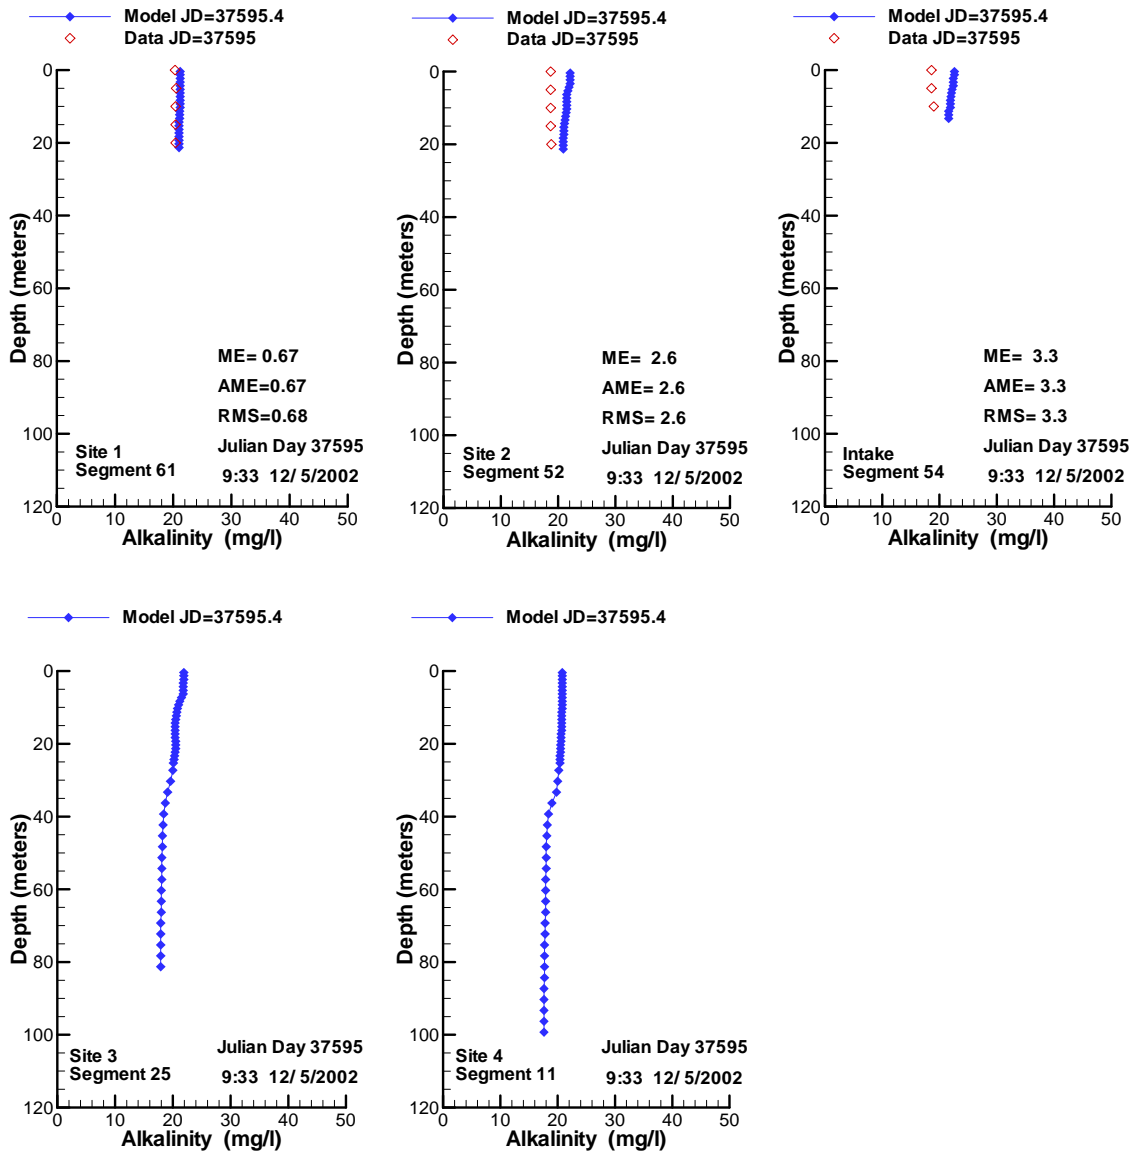 Model JD=37595.4
Data JD=37595
0
20
40
60
80
100
120
Depth (meters)
ME= 0.67
AME=0.67
RMS=0.68
Julian Day 37595
9:33 12/ 5/2002
Site 1
Segment 61
0 10 20 30 40 50
Alkalinity (mg/l)
Model JD=37595.4
Data JD=37595
0
20
40
60
80
100
120
Depth (meters)
ME= 2.6
AME= 2.6
RMS= 2.6
Julian Day 37595
9:33 12/ 5/2002
Site 2
Segment 52
0 10 20 30 40 50
Alkalinity (mg/l)
Model JD=37595.4
Data JD=37595
0
20
40
60
80
100
120
Depth (meters)
ME= 3.3
AME= 3.3
RMS= 3.3
Julian Day 37595
9:33 12/ 5/2002
Intake
Segment 54
0 10 20 30 40 50
Alkalinity (mg/l)
Model JD=37595.4
0
20
40
60
80
100
120
Depth (meters)
Julian Day 37595
9:33 12/ 5/2002
Site 3
Segment 25
0 10 20 30 40 50
Alkalinity (mg/l)
Model JD=37595.4
0
20
40
60
80
100
120
Depth (meters)
Julian Day 37595
9:33 12/ 5/2002
Site 4
Segment 11
0 10 20 30 40 50
Alkalinity (mg/l)